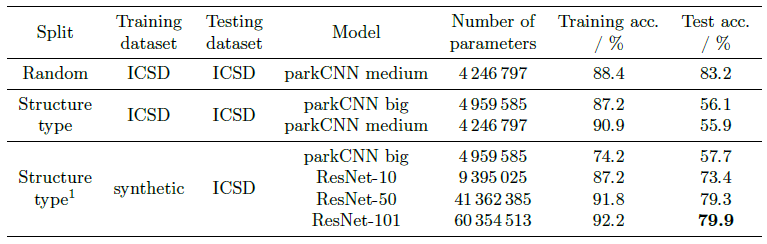 Split Training dataset Testing dataset Model Number of parameters Training acc. / % Test acc. / %
Random ICSD ICSD parkCNN medium 4 246 797 88.4 83.2
Structure type ICSD ICSD parkCNN big 4 959 585 87.2 56.1
parkCNN medium 4 246 797 90.9 55.9
Structure type¹ synthetic ICSD parkCNN big 4 959 585 74.2 57.7
ResNet-10 9 395 025 87.2 73.4
ResNet-50 41 362 385 91.8 79.3
ResNet-101 60 354 513 92.2 79.9